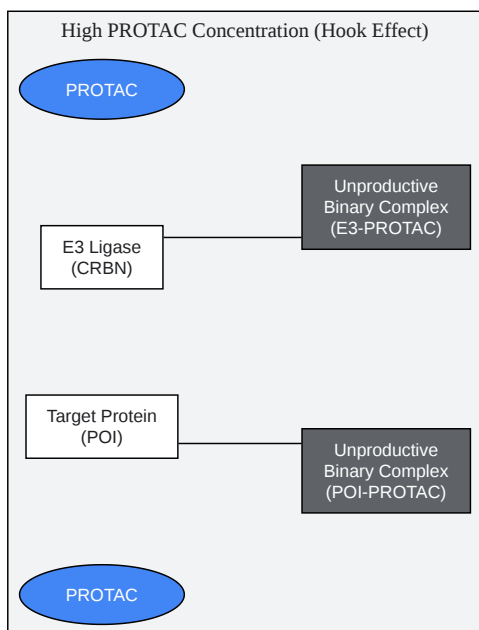 High PROTAC Concentration (Hook Effect)
PROTAC
Unproductive
Binary Complex
(E3-PROTAC)
E3 Ligase
(CRBN)
Target Protein
(POI)
Unproductive
Binary Complex
(POI-PROTAC)
PROTAC